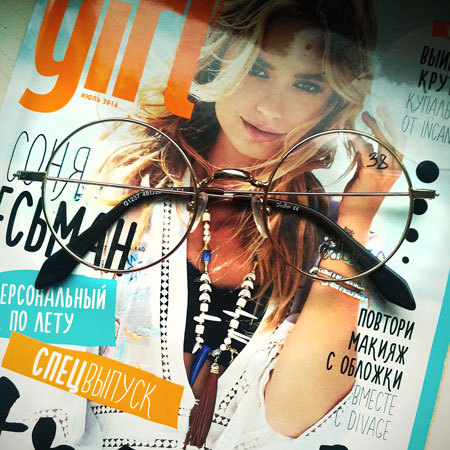 girl
ИЮЛЬ 2016
ВЫИ
КРУ
КУПАЛЬ
ОТ INCAN
СОНЯ
ЕСЬМАН
38
ЕРСОНАЛЬНЫЙ
ПО ЛЕТУ
СПЕЦВЫПУСК
ПОВТОРИ
МАКИЯЖ
С ОБЛОЖКИ
ВМЕСТЕ
С DIVAGE